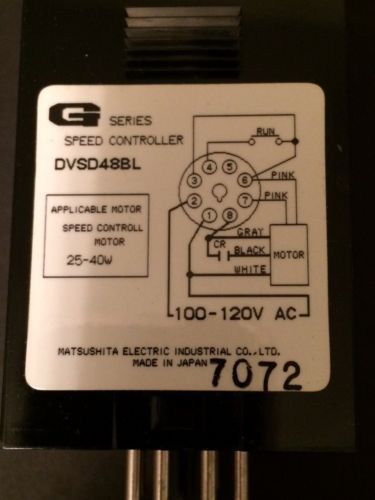 G SERIES
SPEED CONTROLLER
DVSD48BL
APPLICABLE MOTOR
SPEED CONTROLL
MOTOR
25-40W
RUN
4 5
3 6 PINK
2 7 PINK
1 8
GRAY
CR BLACK
MOTOR
WHITE
100-120V AC
MATSUSHITA ELECTRIC INDUSTRIAL CO.,LTD.
MADE IN JAPAN 7072